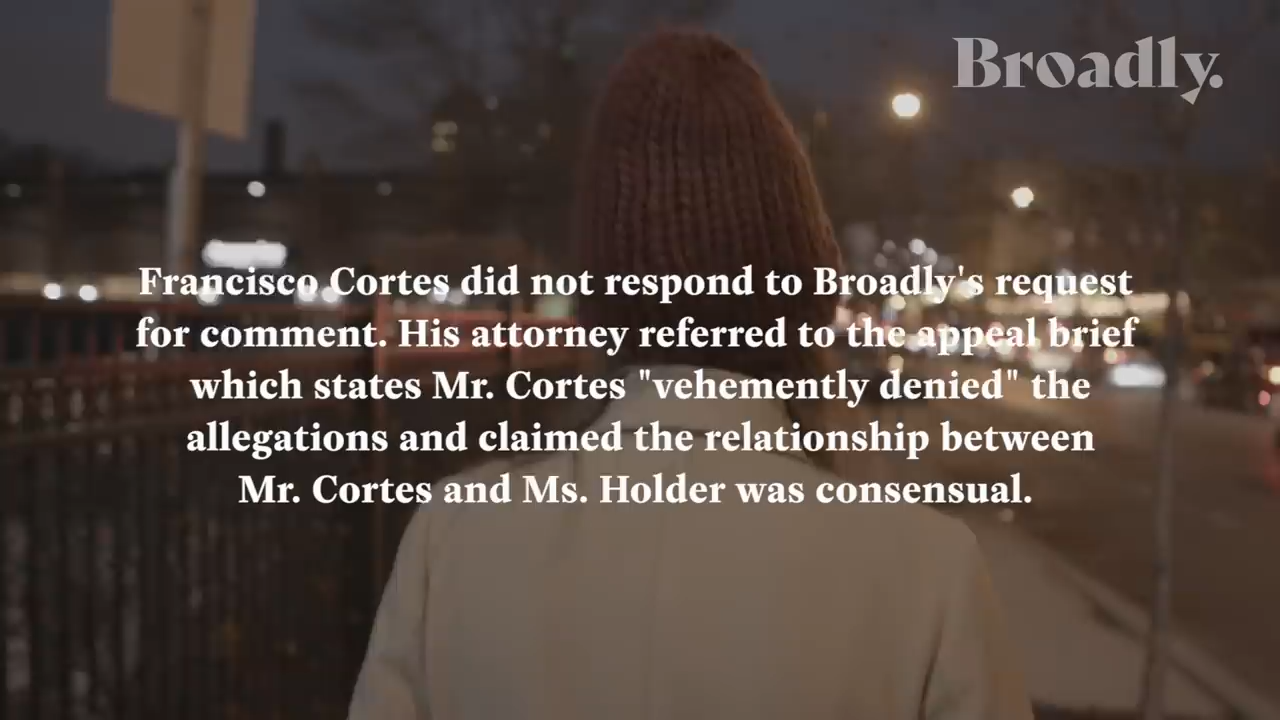 Broadly.
Francisco Cortes did not respond to Broadly's request
for comment. His attorney referred to the appeal brief
which states Mr. Cortes "vehemently denied" the
allegations and claimed the relationship between
Mr. Cortes and Ms. Holder was consensual.